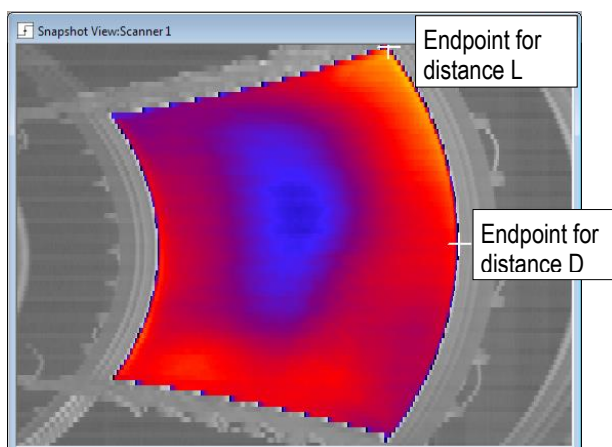 Snapshot View:Scanner 1
Endpoint for
distance L
Endpoint for
distance D